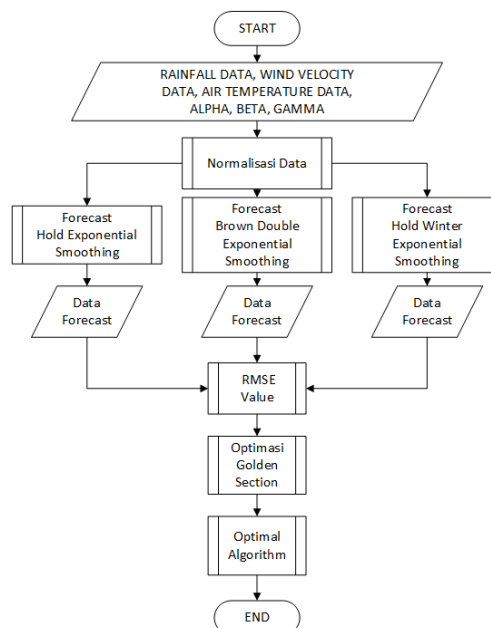 START
RAINFALL DATA, WIND VELOCITY
DATA, AIR TEMPERATURE DATA,
ALPHA, BETA, GAMMA
Normalisasi Data
Forecast
Hold Exponential
Smoothing
Forecast
Brown Double
Exponential
Smoothing
Forecast
Hold Winter
Exponential
Smoothing
Data
Forecast
Data
Forecast
Data
Forecast
RMSE
Value
Optimasi
Golden
Section
Optimal
Algorithm
END